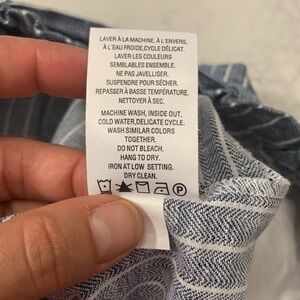 LAVER À LA MACHINE, À L'ENVERS,
À L'EAU FROIDE,CYCLE DÉLICAT.
LAVER LES COULEURS
SEMBLABLES ENSEMBLE.
NE PAS JAVELLISER.
SUSPENDRE POUR SÉCHER.
REPASSER À BASSE TEMPÉRATURE.
NETTOYER À SEC.
MACHINE WASH, INSIDE OUT,
COLD WATER,DELICATE CYCLE.
WASH SIMILAR COLORS
TOGETHER.
DO NOT BLEACH.
HANG TO DRY.
IRON AT LOW SETTING.
DRY CLEAN.
P